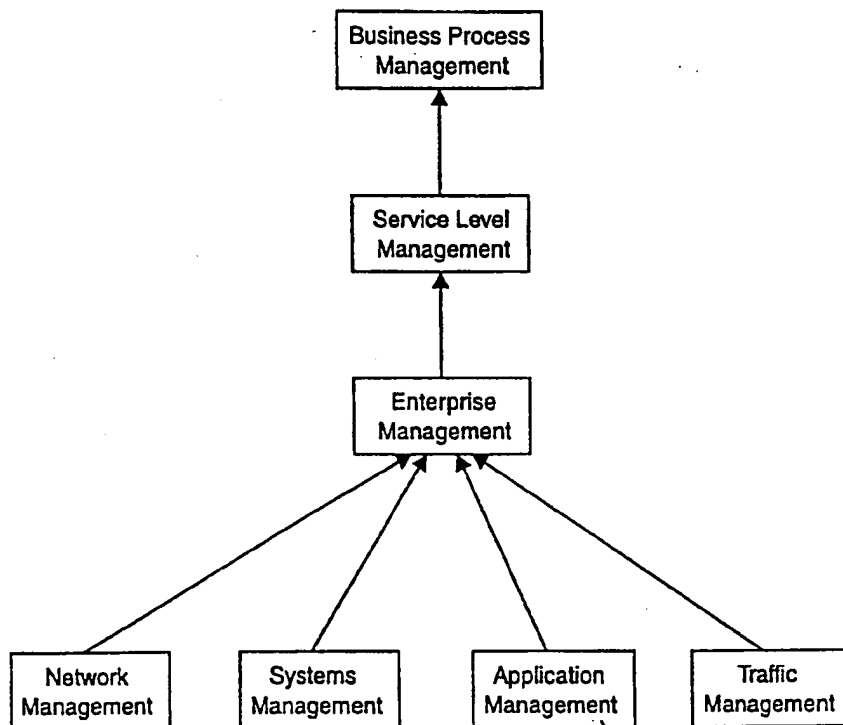 Business Process
Management
Service Level
Management
Enterprise
Management
Network
Management
Systems
Management
Application
Management
Traffic
Management